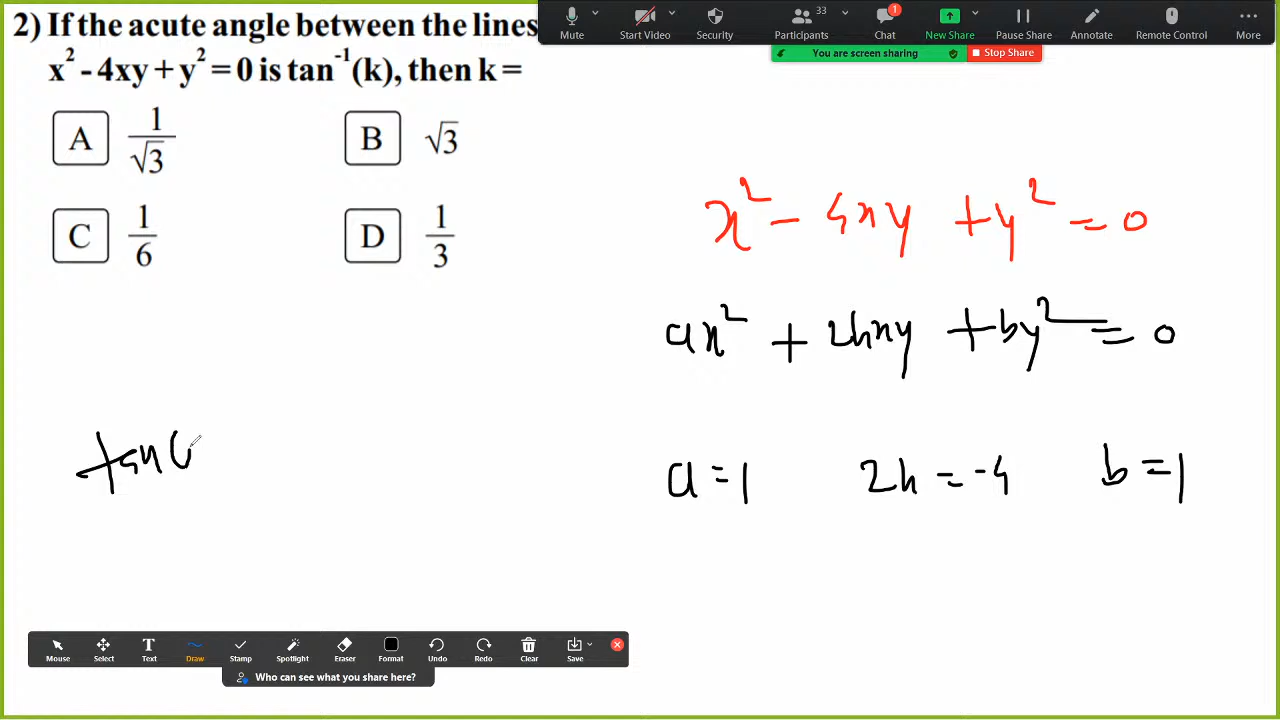 2) If the acute angle between the lines
x² - 4xy + y² = 0 is tan⁻¹(k), then k =
A 1/√3 B √3
C 1/6 D 1/3
Mute Start Video Security Participants 33 Chat 1 New Share Pause Share Annotate Remote Control More
You are screen sharing Stop Share
x² - 4xy + y² = 0
ax² + 2hxy + by² = 0
a = 1 2h = -4 b = 1
tan
Mouse Select Text Draw Stamp Spotlight Eraser Format Undo Redo Clear Save
Who can see what you share here?